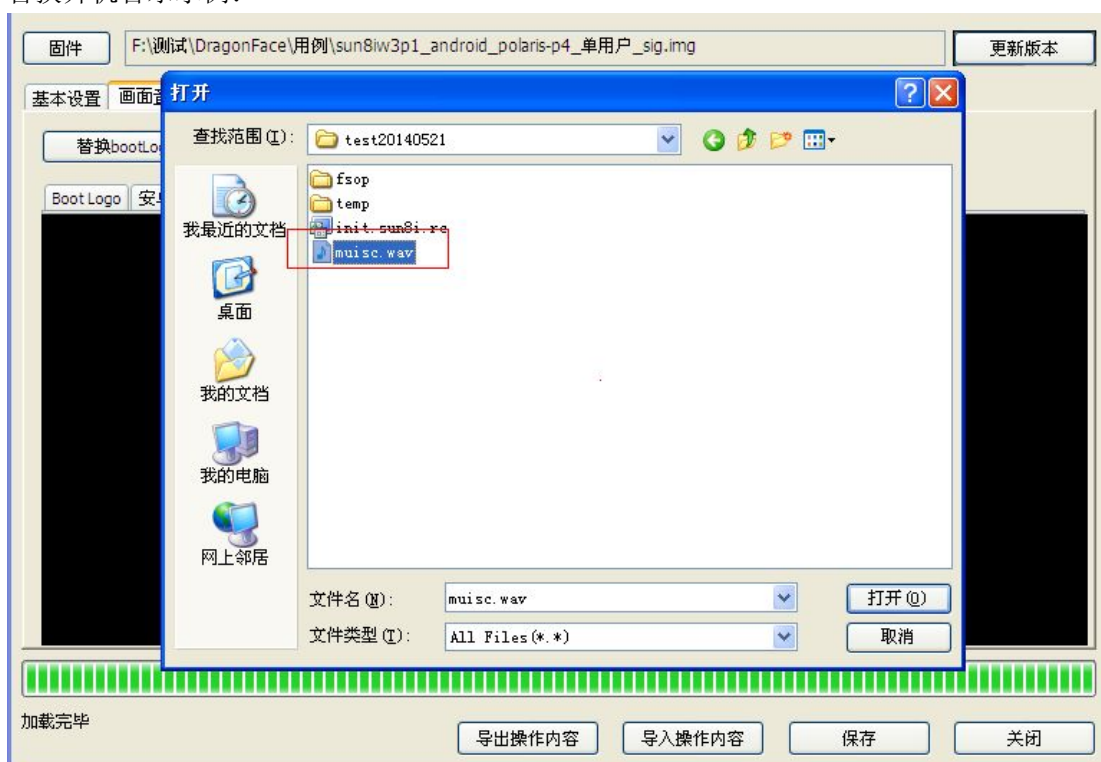 固件 F:\测试\DragonFace\用例\sun8iw3p1_android_polaris-p4_单用户_sig.img 更新版本
打开
基本设置 画面
替换bootLo
查找范围(I): test20140521
Boot Logo
fsop
temp
init.sun8i.rc
muisc.wav
我最近的文档
桌面
我的文档
我的电脑
网上邻居
文件名(N): muisc.wav 打开(O)
文件类型(T): All Files(*.*) 取消
加载完毕
导出操作内容 导入操作内容 保存 关闭